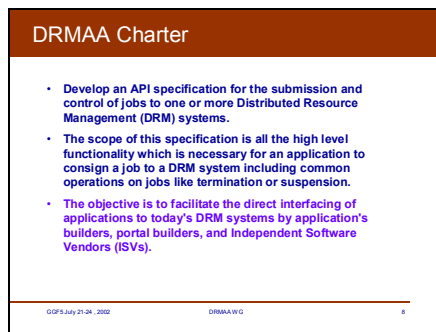 DRMAA Charter
• Develop an API specification for the submission and
control of jobs to one or more Distributed Resource
Management (DRM) systems.
• The scope of this specification is all the high level
functionality which is necessary for an application to
consign a job to a DRM system including common
operations on jobs like termination or suspension.
• The objective is to facilitate the direct interfacing of
applications to today's DRM systems by application's
builders, portal builders, and Independent Software
Vendors (ISVs).
GGF5 July 21-24 , 2002 DRMAA WG 8